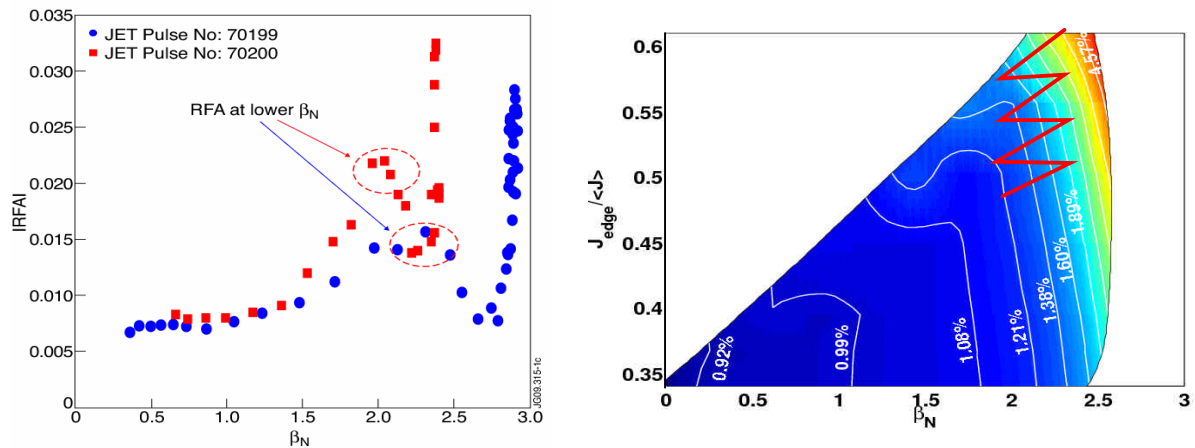 0.035
0.030
0.025
0.020
0.015
0.010
0.005
0
IRFAI
JET Pulse No: 70199
JET Pulse No: 70200
RFA at lower βN
0.5 1.0 1.5 2.0 2.5 3.0
βN
JG09.315-1c
0.6
0.55
0.5
0.45
0.4
0.35
Jedge/<J>
0.92%
0.99%
1.08%
1.21%
1.38%
1.60%
1.89%
0 0.5 1 1.5 2 2.5 3
βN